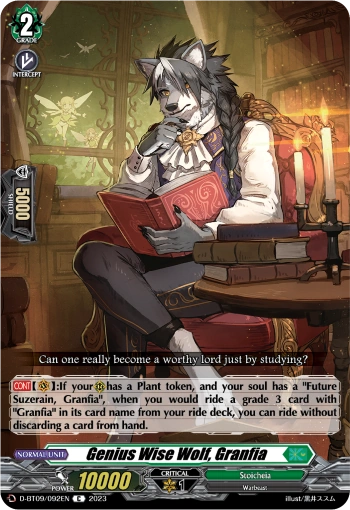 2
GRADE
INTERCEPT
5000
SHIELD
Can one really become a worthy lord just by studying?
CONT【】:If your has a Plant token, and your soul has a "Future
Suzerain, Granfia", when you would ride a grade 3 card with
"Granfia" in its card name from your ride deck, you can ride without
discarding a card from hand.
NORMAL UNIT
Genius Wise Wolf, Granfia
POWER
10000
CRITICAL
1
Stoicheia
Warbeast
D-BT09/092EN C 2023
illust/黒井ススム